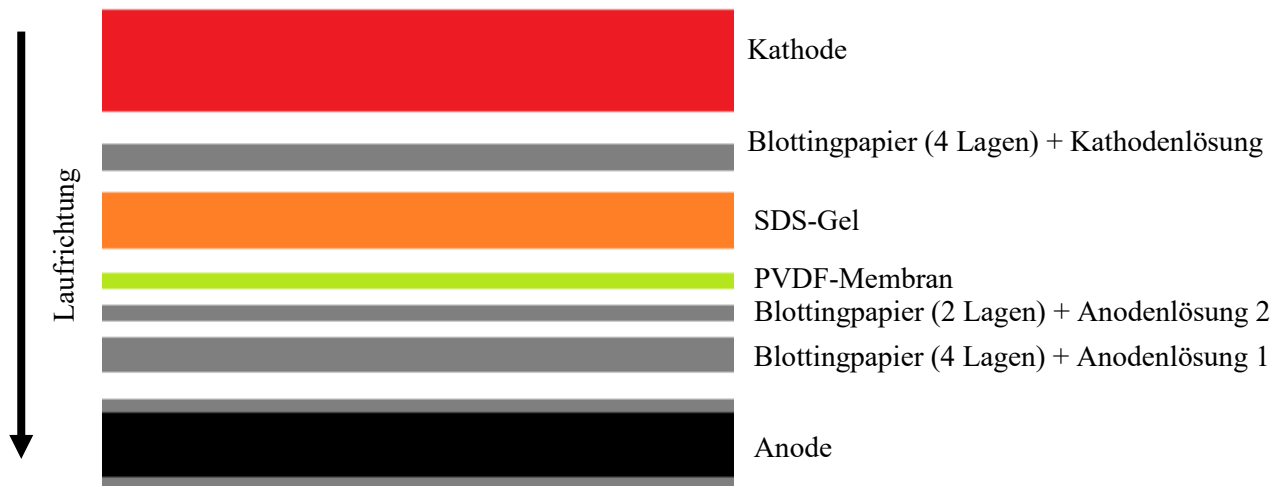 Kathode
Blottingpapier (4 Lagen) + Kathodenlösung
Laufrichtung
SDS-Gel
PVDF-Membran
Blottingpapier (2 Lagen) + Anodenlösung 2
Blottingpapier (4 Lagen) + Anodenlösung 1
Anode